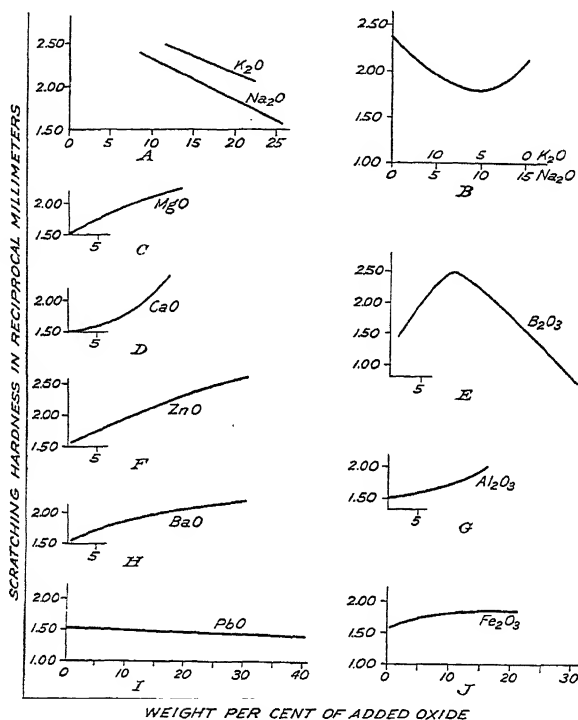 SCRATCHING HARDNESS IN RECIPROCAL MILLIMETERS
2.50
2.00
1.50
K2O
Na2O
0 5 10 15 20 25
A
2.50
2.00
1.50
1.00
10 5 0 K2O
0 5 10 15 Na2O
B
2.00
1.50
MgO
5
C
2.00
1.50
CaO
5
D
2.50
2.00
1.50
1.00
B2O3
5
E
2.50
2.00
1.50
ZnO
5
F
2.00
1.50
Al2O3
5
G
2.00
1.50
BaO
5
H
2.00
1.50
1.00
PbO
0 10 20 30 40
I
2.00
1.50
1.00
Fe2O3
0 10 20 30
J
WEIGHT PER CENT OF ADDED OXIDE